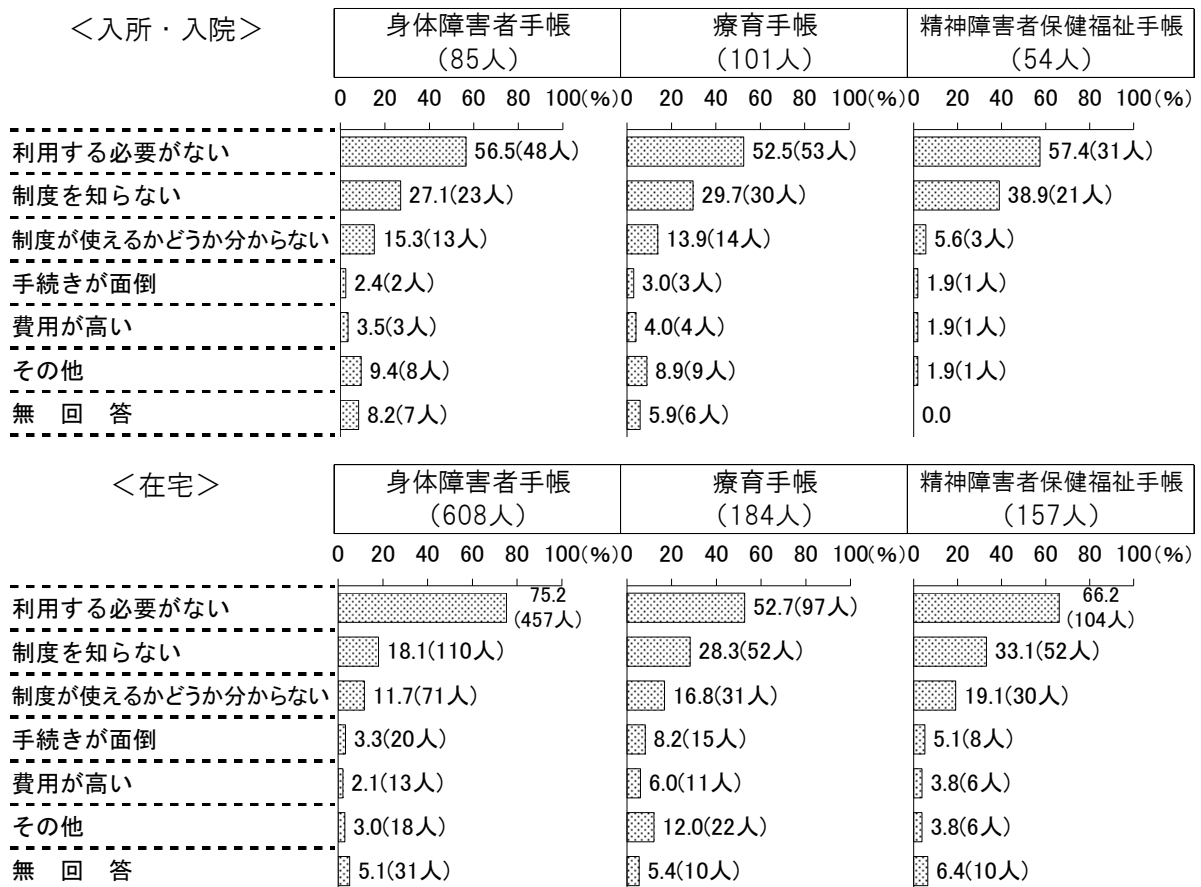 ＜入所・入院＞
身体障害者手帳
（85人）
療育手帳
（101人）
精神障害者保健福祉手帳
（54人）
0 20 40 60 80 100(%) 0 20 40 60 80 100(%) 0 20 40 60 80 100(%)
利用する必要がない 56.5(48人) 52.5(53人) 57.4(31人)
制度を知らない 27.1(23人) 29.7(30人) 38.9(21人)
制度が使えるかどうか分からない 15.3(13人) 13.9(14人) 5.6(3人)
手続きが面倒 2.4(2人) 3.0(3人) 1.9(1人)
費用が高い 3.5(3人) 4.0(4人) 1.9(1人)
その他 9.4(8人) 8.9(9人) 1.9(1人)
無 回 答 8.2(7人) 5.9(6人) 0.0
＜在宅＞
身体障害者手帳
（608人）
療育手帳
（184人）
精神障害者保健福祉手帳
（157人）
0 20 40 60 80 100(%) 0 20 40 60 80 100(%) 0 20 40 60 80 100(%)
利用する必要がない 75.2 (457人) 52.7(97人) 66.2 (104人)
制度を知らない 18.1(110人) 28.3(52人) 33.1(52人)
制度が使えるかどうか分からない 11.7(71人) 16.8(31人) 19.1(30人)
手続きが面倒 3.3(20人) 8.2(15人) 5.1(8人)
費用が高い 2.1(13人) 6.0(11人) 3.8(6人)
その他 3.0(18人) 12.0(22人) 3.8(6人)
無 回 答 5.1(31人) 5.4(10人) 6.4(10人)